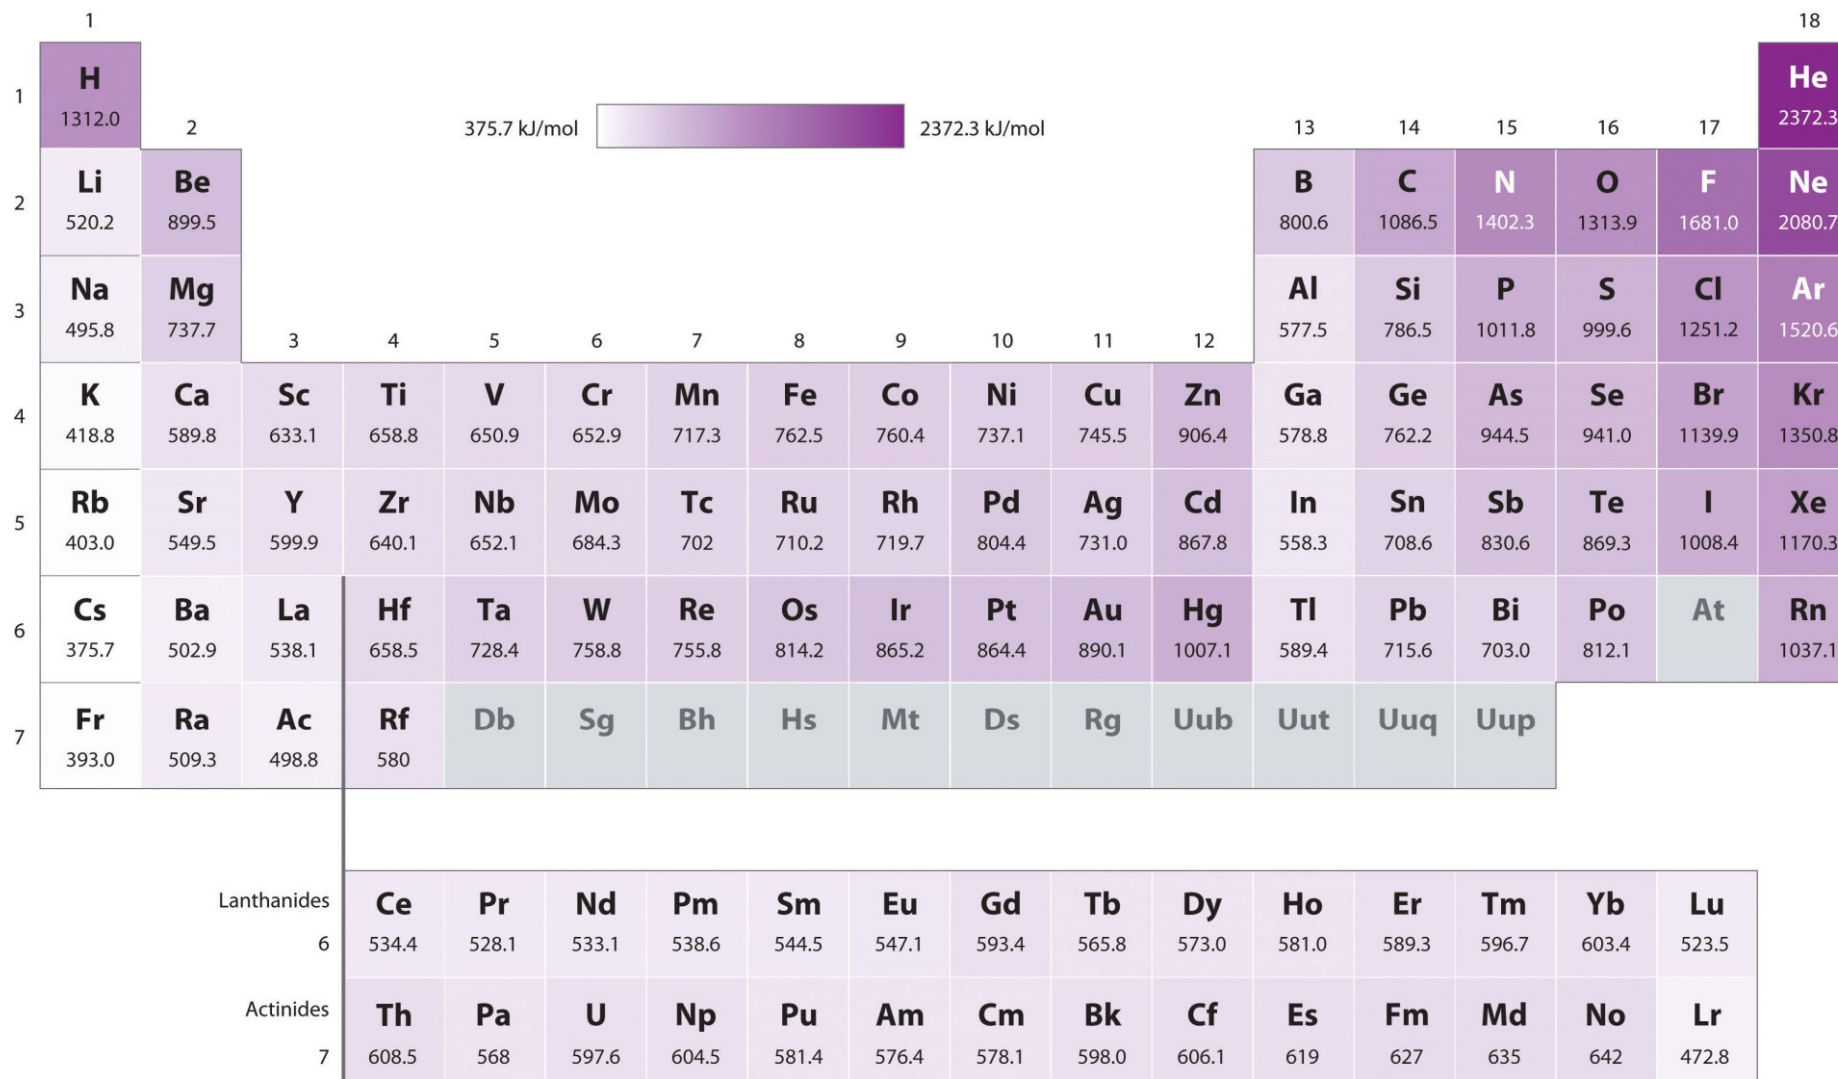 1 18
1 H He
1312.0 2 375.7 kJ/mol 2372.3 kJ/mol 13 14 15 16 17 2372.3
2 Li Be B C N O F Ne
520.2 899.5 800.6 1086.5 1402.3 1313.9 1681.0 2080.7
3 Na Mg Al Si P S Cl Ar
495.8 737.7 3 4 5 6 7 8 9 10 11 12 577.5 786.5 1011.8 999.6 1251.2 1520.6
4 K Ca Sc Ti V Cr Mn Fe Co Ni Cu Zn Ga Ge As Se Br Kr
418.8 589.8 633.1 658.8 650.9 652.9 717.3 762.5 760.4 737.1 745.5 906.4 578.8 762.2 944.5 941.0 1139.9 1350.8
5 Rb Sr Y Zr Nb Mo Tc Ru Rh Pd Ag Cd In Sn Sb Te I Xe
403.0 549.5 599.9 640.1 652.1 684.3 702 710.2 719.7 804.4 731.0 867.8 558.3 708.6 830.6 869.3 1008.4 1170.3
6 Cs Ba La Hf Ta W Re Os Ir Pt Au Hg Tl Pb Bi Po At Rn
375.7 502.9 538.1 658.5 728.4 758.8 755.8 814.2 865.2 864.4 890.1 1007.1 589.4 715.6 703.0 812.1 1037.1
7 Fr Ra Ac Rf Db Sg Bh Hs Mt Ds Rg Uub Uut Uuq Uup
393.0 509.3 498.8 580
Lanthanides Ce Pr Nd Pm Sm Eu Gd Tb Dy Ho Er Tm Yb Lu
6 534.4 528.1 533.1 538.6 544.5 547.1 593.4 565.8 573.0 581.0 589.3 596.7 603.4 523.5
Actinides Th Pa U Np Pu Am Cm Bk Cf Es Fm Md No Lr
7 608.5 568 597.6 604.5 581.4 576.4 578.1 598.0 606.1 619 627 635 642 472.8